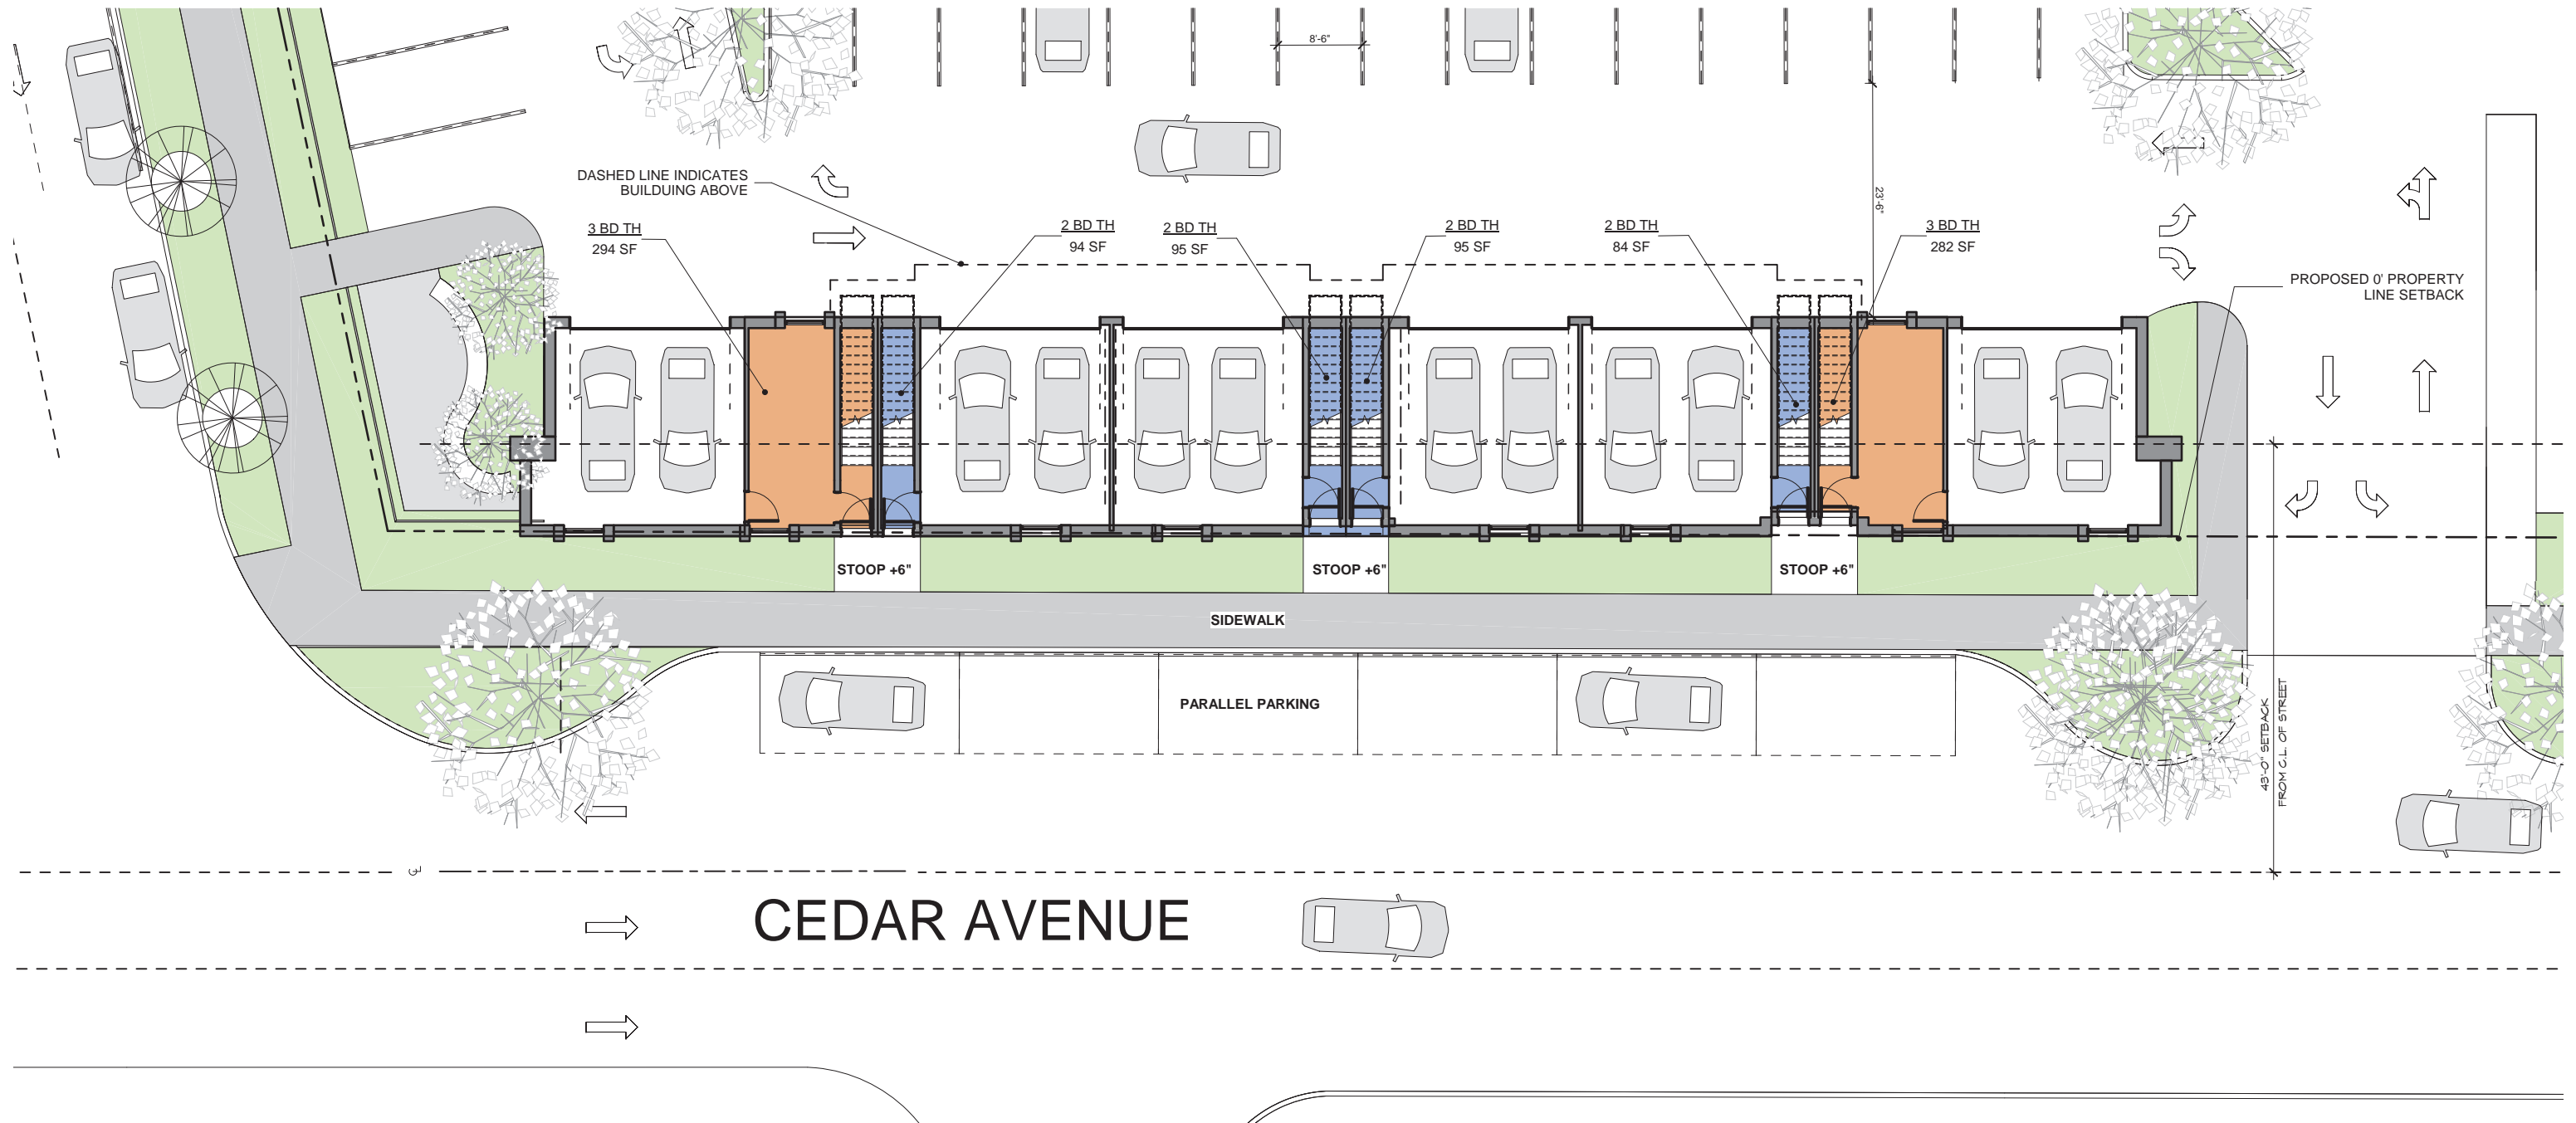 8'-6"
DASHED LINE INDICATES
BUILDUING ABOVE
23'-6"
3 BD TH
294 SF
2 BD TH
94 SF
2 BD TH
95 SF
2 BD TH
95 SF
2 BD TH
84 SF
3 BD TH
282 SF
PROPOSED 0' PROPERTY
LINE SETBACK
STOOP +6"
STOOP +6"
STOOP +6"
SIDEWALK
PARALLEL PARKING
43'-0" SETBACK
FROM C.L. OF STREET
CL
CEDAR AVENUE